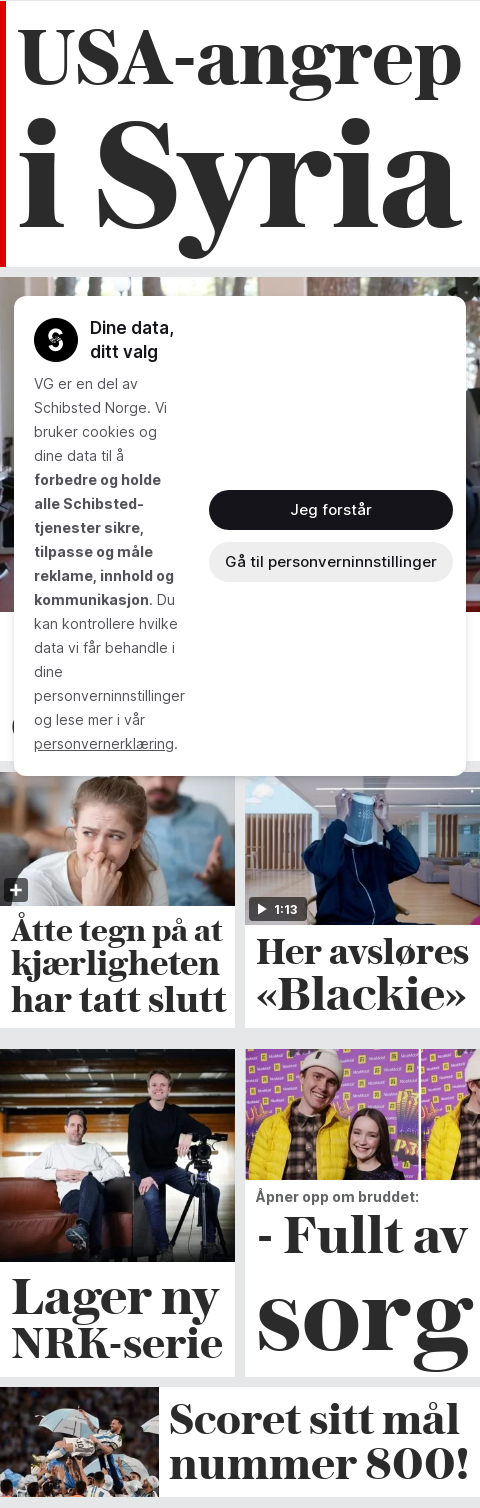 USA-angrep
i Syria
Dine data,
ditt valg
VG er en del av
Schibsted Norge. Vi
bruker cookies og
dine data til å
forbedre og holde
alle Schibsted-
tjenester sikre,
tilpasse og måle
reklame, innhold og
kommunikasjon. Du
kan kontrollere hvilke
data vi får behandle i
dine
personverninnstillinger
og lese mer i vår
personvernerklæring.
Jeg forstår
Gå til personverninnstillinger
Åtte tegn på at
kjærligheten
har tatt slutt
1:13
Her avsløres
«Blackie»
Lager ny
NRK-serie
Åpner opp om bruddet:
- Fullt av
sorg
Scoret sitt mål
nummer 800!